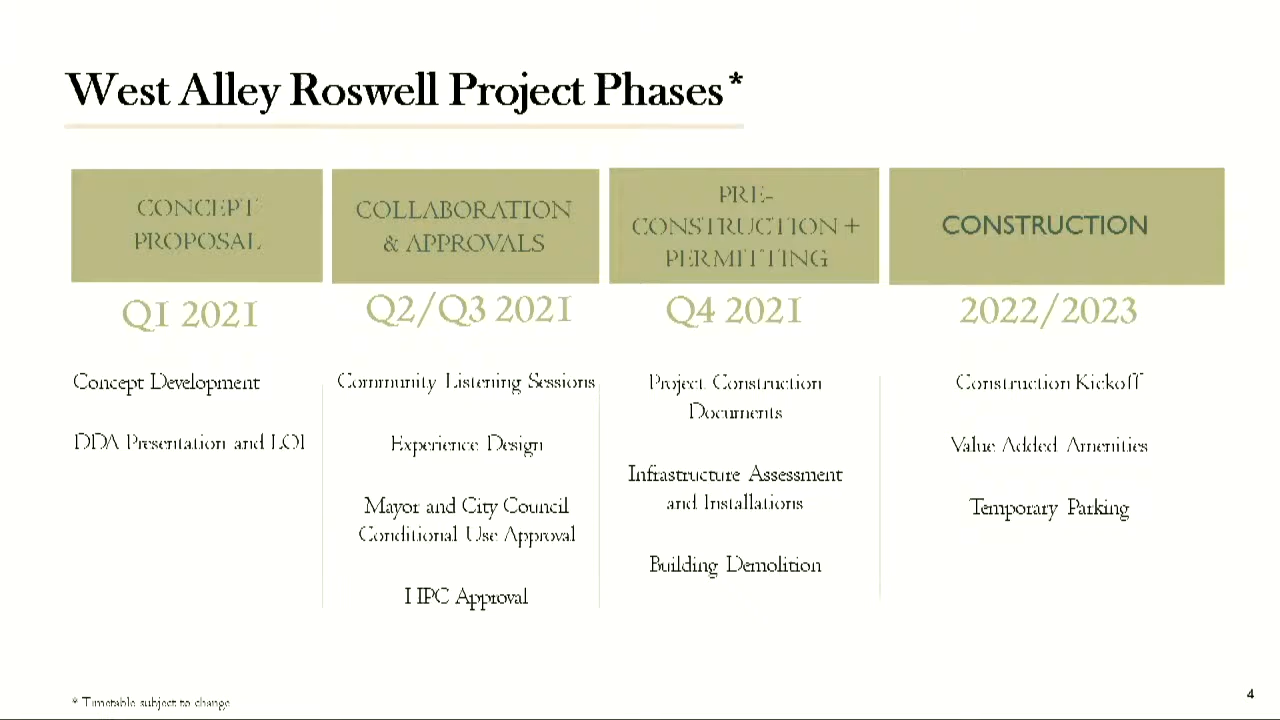 West Alley Roswell Project Phases*
CONCEPT
PROPOSAL
COLLABORATION
& APPROVALS
PRE-
CONSTRUCTION +
PERMITTING
CONSTRUCTION
Q1 2021
Q2/Q3 2021
Q4 2021
2022/2023
Concept Development
DDA Presentation and LOI
Community Listening Sessions
Experience Design
Mayor and City Council
Conditional Use Approval
HPC Approval
Project Construction
Documents
Infrastructure Assessment
and Installations
Building Demolition
Construction Kickoff
Value Added Amenities
Temporary Parking
* Timetable subject to change
4